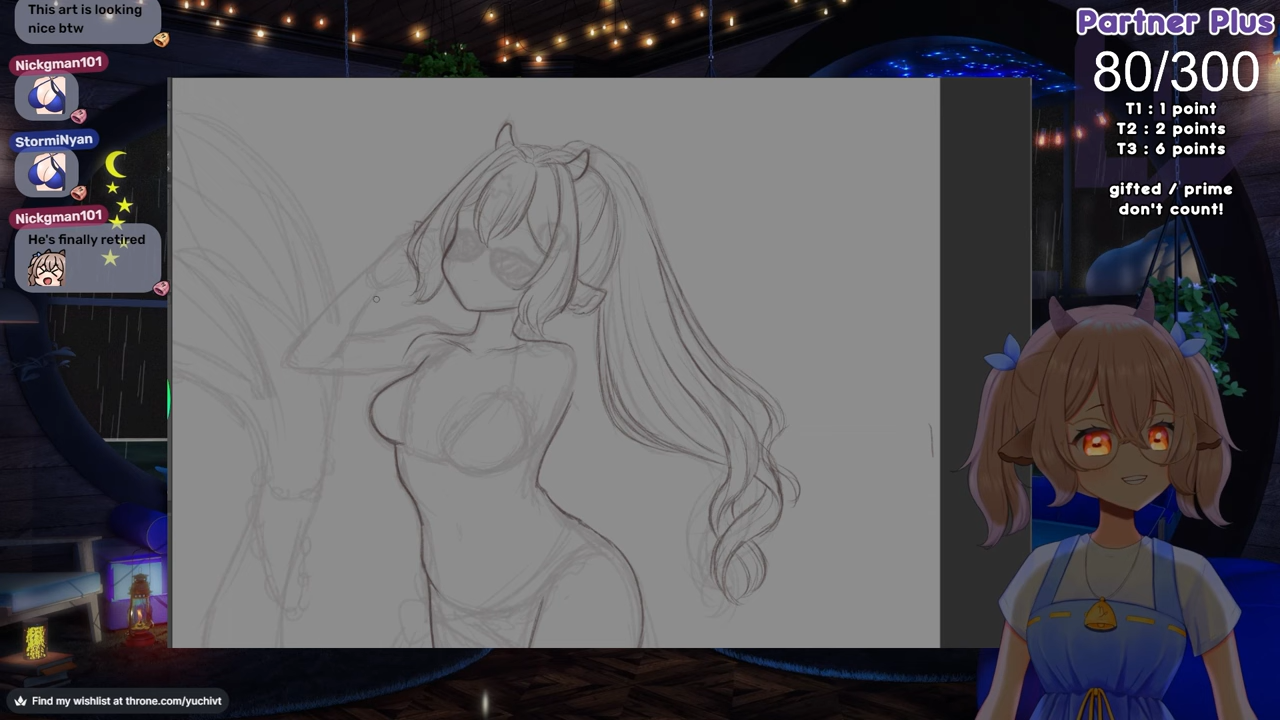 This art is looking
nice btw
Nickgman101
StormiNyan
Nickgman101
He's finally retired
Partner Plus
80/300
T1 : 1 point
T2 : 2 points
T3 : 6 points
gifted / prime
don't count!
Find my wishlist at throne.com/yuchivt